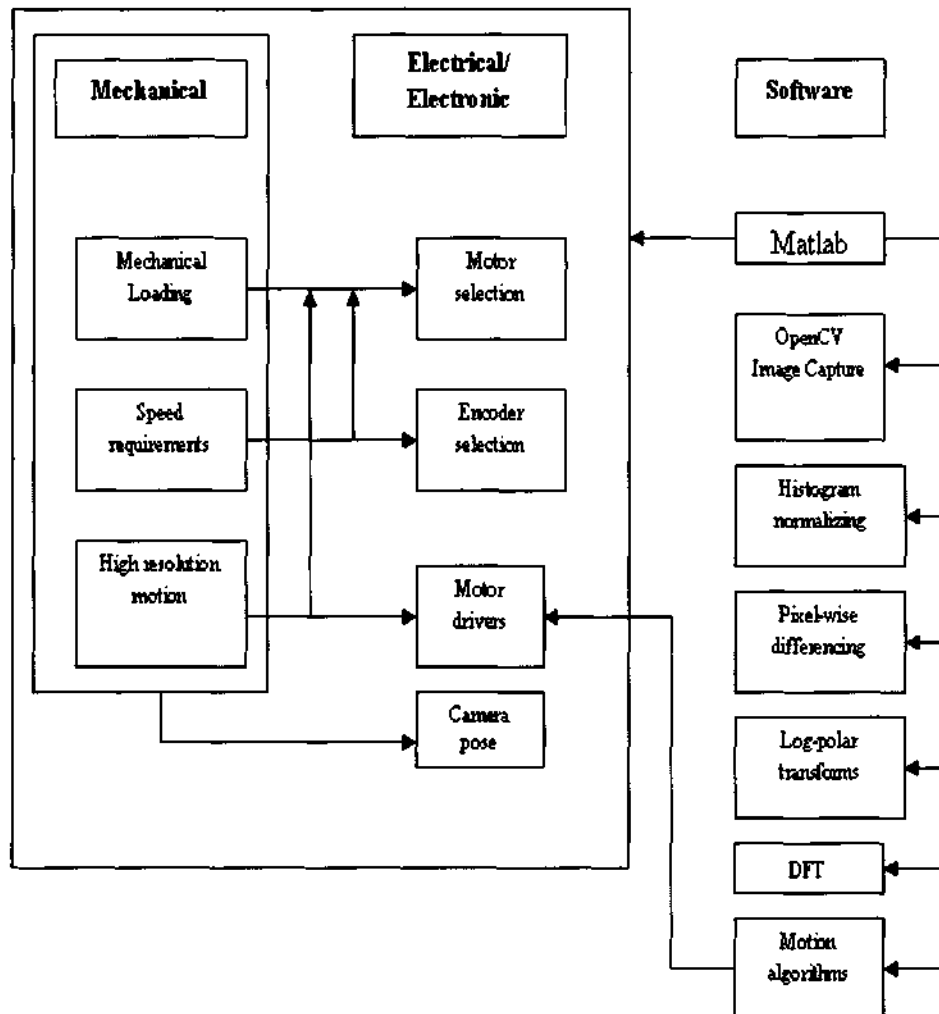 Mechanical
Electrical/
Electronic
Software
Mechanical
Loading
Motor
selection
Matlab
OpenCV
Image Capture
Speed
requirements
Encoder
selection
Histogram
normalizing
High resolution
motion
Motor
drivers
Pixel-wise
differencing
Camera
pose
Log-polar
transforms
DFT
Motion
algorithms